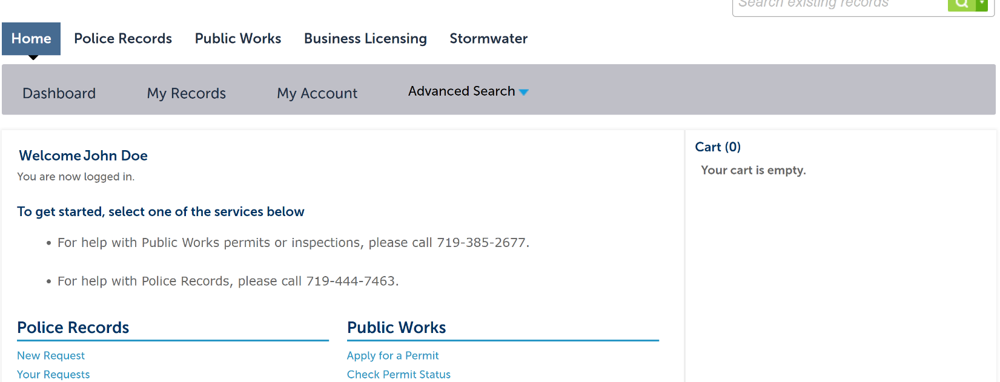 Search existing records
Home Police Records Public Works Business Licensing Stormwater
Dashboard My Records My Account Advanced Search
Welcome John Doe
You are now logged in.
To get started, select one of the services below
• For help with Public Works permits or inspections, please call 719-385-2677.
• For help with Police Records, please call 719-444-7463.
Police Records
New Request
Your Requests
Public Works
Apply for a Permit
Check Permit Status
Cart (0)
Your cart is empty.